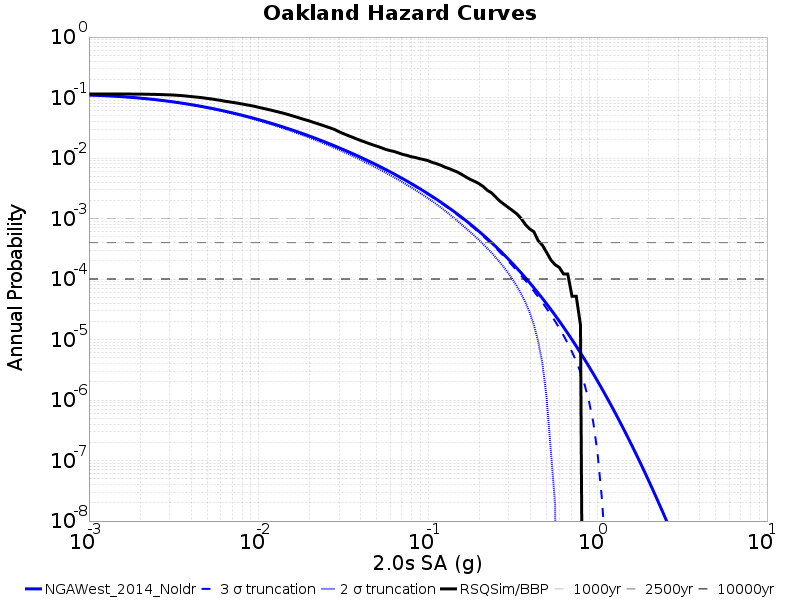 Oakland Hazard Curves
10^0
10^-1
10^-2
10^-3
10^-4
10^-5
10^-6
10^-7
10^-8
Annual Probability
10^-3 10^-2 10^-1 10^0 10^1
2.0s SA (g)
NGAWest_2014_NoIdr 3 σ truncation 2 σ truncation RSQSim/BBP 1000yr 2500yr 10000yr